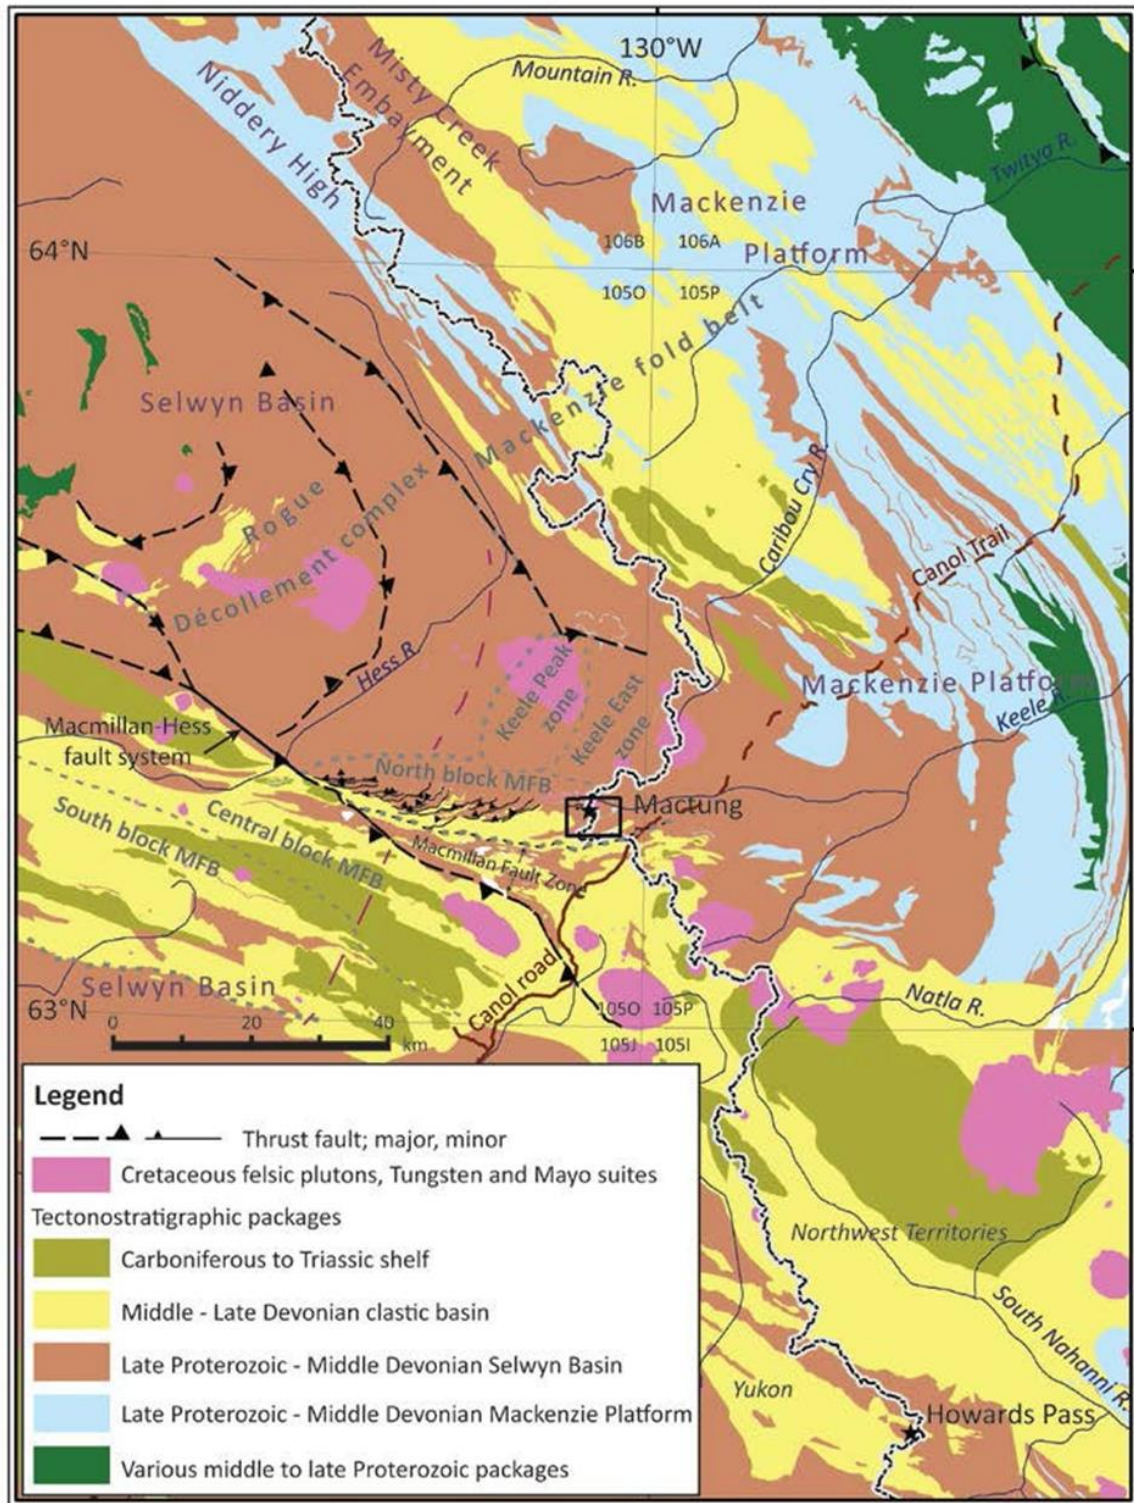 130°W
Mountain R.
Misty Creek
Embayment
Niddery High
Twitya R.
Mackenzie
Platform
106B 106A
64°N
105O 105P
Mackenzie fold belt
Selwyn Basin
Rogue
Décollement complex
Caribou Cry R.
Canol Trail
Hess R.
Keele Peak
zone
Keele East
zone
Mackenzie Platform
Keele R.
Macmillan-Hess
fault system
North block MFB
Mactung
Central block MFB
South block MFB
Macmillan Fault Zone
Canol road
Selwyn Basin
63°N
Natla R.
105O 105P
105J 105I
0 20 40
km
Legend
Thrust fault; major, minor
Cretaceous felsic plutons, Tungsten and Mayo suites
Tectonostratigraphic packages
Carboniferous to Triassic shelf
Middle - Late Devonian clastic basin
Late Proterozoic - Middle Devonian Selwyn Basin
Late Proterozoic - Middle Devonian Mackenzie Platform
Various middle to late Proterozoic packages
Northwest Territories
South Nahanni R.
Yukon
Howards Pass